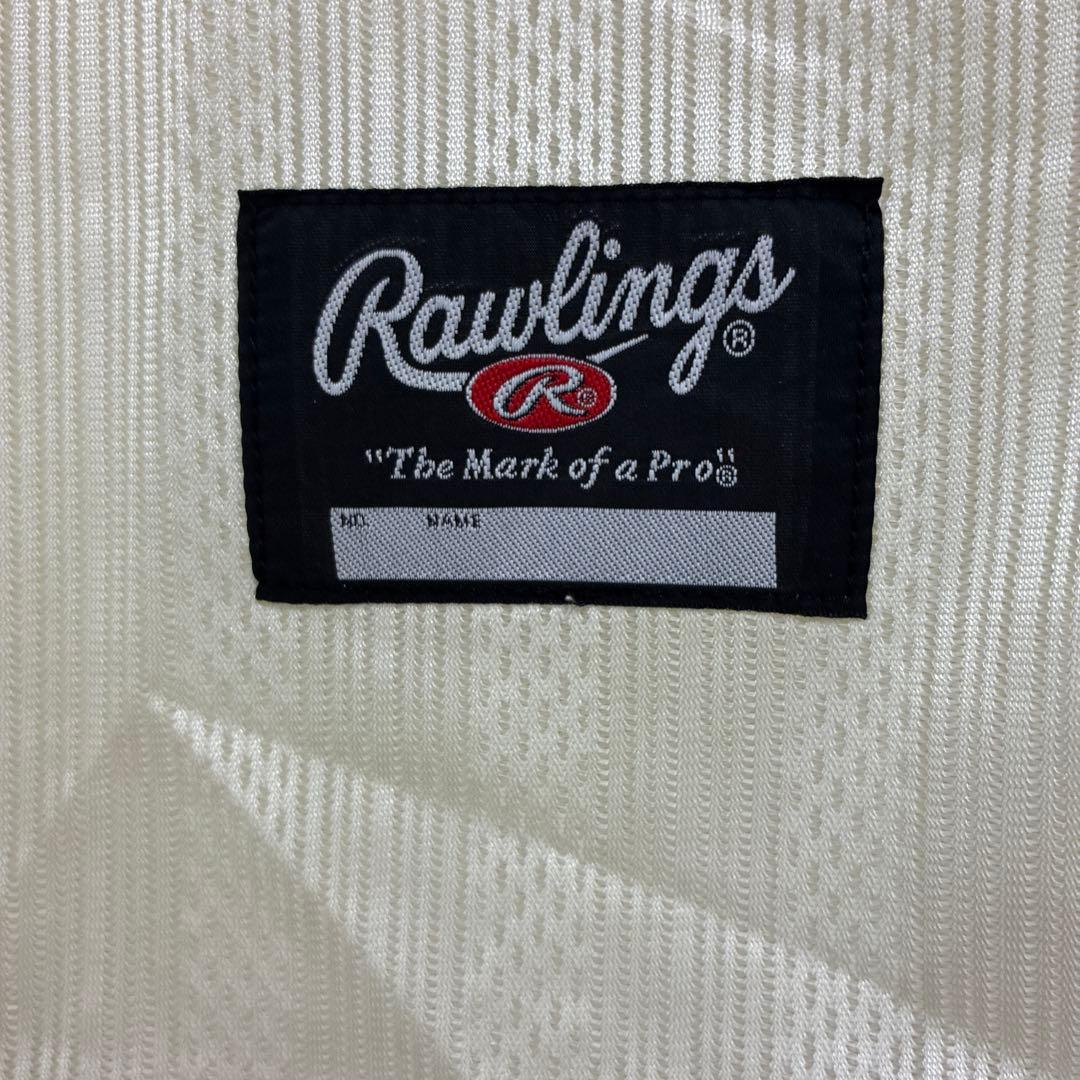 Rawlings®
R®
"The Mark of a Pro"®
NO. NAME